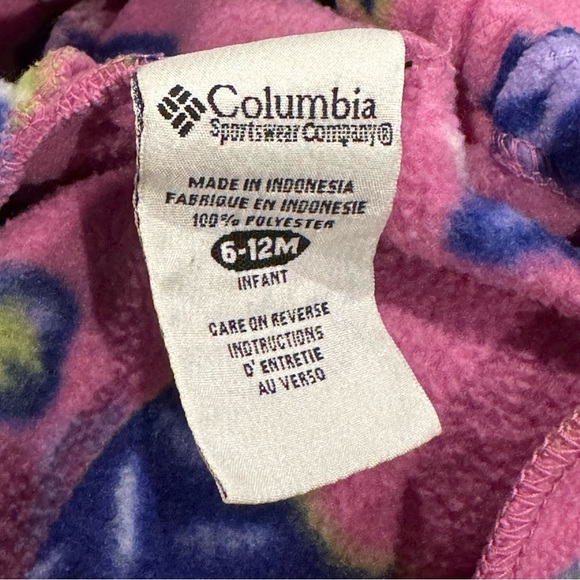 Columbia
Sportswear Company®
MADE IN INDONESIA
FABRIQUE EN INDONESIE
100% POLYESTER
6-12M
INFANT
CARE ON REVERSE
INDTRUCTIONS
D'ENTRETIE
AU VERSO